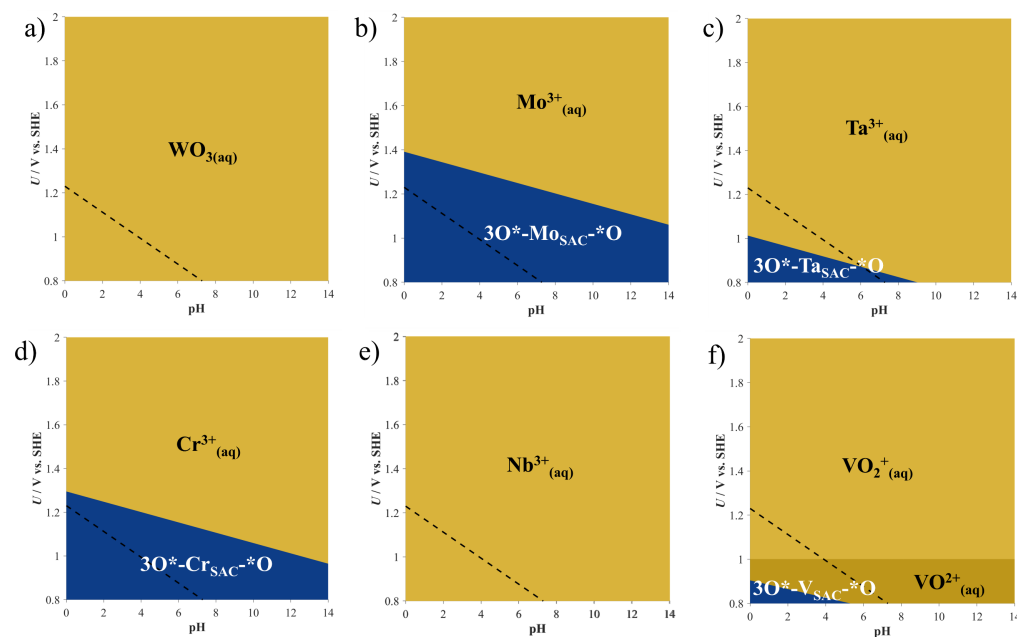 a)
U / V vs. SHE
2
1.8
1.6
1.4
1.2
1
0.8
WO3(aq)
0 2 4 6 8 10 12 14
pH
b)
U / V vs. SHE
2
1.8
1.6
1.4
1.2
1
0.8
Mo3+(aq)
3O*-MoSAC-*O
0 2 4 6 8 10 12 14
pH
c)
U / V vs. SHE
2
1.8
1.6
1.4
1.2
1
0.8
Ta3+(aq)
3O*-TaSAC-*O
0 2 4 6 8 10 12 14
pH
d)
U / V vs. SHE
2
1.8
1.6
1.4
1.2
1
0.8
Cr3+(aq)
3O*-CrSAC-*O
0 2 4 6 8 10 12 14
pH
e)
U / V vs. SHE
2
1.8
1.6
1.4
1.2
1
0.8
Nb3+(aq)
0 2 4 6 8 10 12 14
pH
f)
U / V vs. SHE
2
1.8
1.6
1.4
1.2
1
0.8
VO2+(aq)
3O*-VSAC-*O
VO2+(aq)
0 2 4 6 8 10 12 14
pH